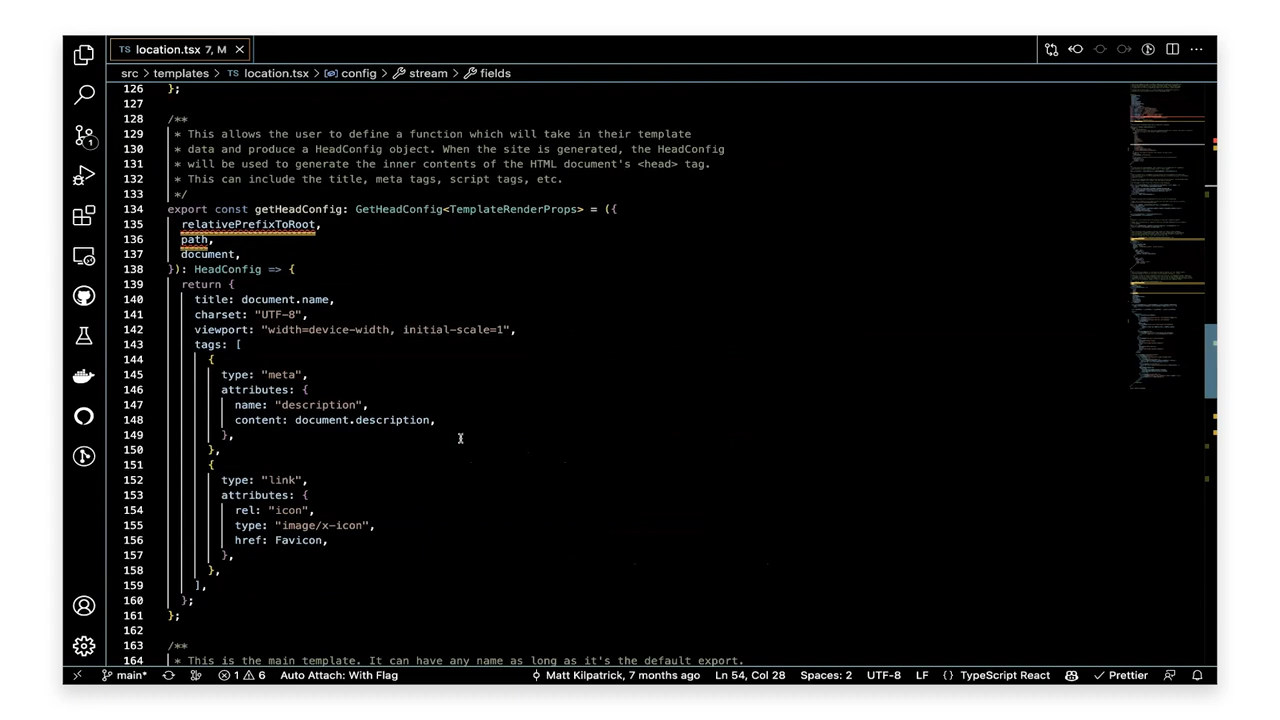 TS location.tsx 7, M
src > templates > TS location.tsx > config > stream > fields
126 };
127
128 /**
129 * This allows the user to define a function which will take in their template
130 * data and produce a HeadConfig object. When the site is generated, the HeadConfig
131 * will be used to generate the inner contents of the HTML document's <head> tag.
132 * This can include the title, meta tags, script tags, etc.
133 */
134 export const getHeadConfig: GetHeadConfig<TemplateRenderProps> = ({
135 relativePrefixToRoot,
136 path,
137 document,
138 }): HeadConfig => {
139 return {
140 title: document.name,
141 charset: "UTF-8",
142 viewport: "width=device-width, initial-scale=1",
143 tags: [
144 {
145 type: "meta",
146 attributes: {
147 name: "description",
148 content: document.description,
149 },
150 },
151 {
152 type: "link",
153 attributes: {
154 rel: "icon",
155 type: "image/x-icon",
156 href: Favicon,
157 },
158 },
159 ],
160 };
161 };
162
163 /**
164 * This is the main template. It can have any name as long as it's the default export.
main* 1 6 Auto Attach: With Flag Matt Kilpatrick, 7 months ago Ln 54, Col 28 Spaces: 2 UTF-8 LF {} TypeScript React Prettier